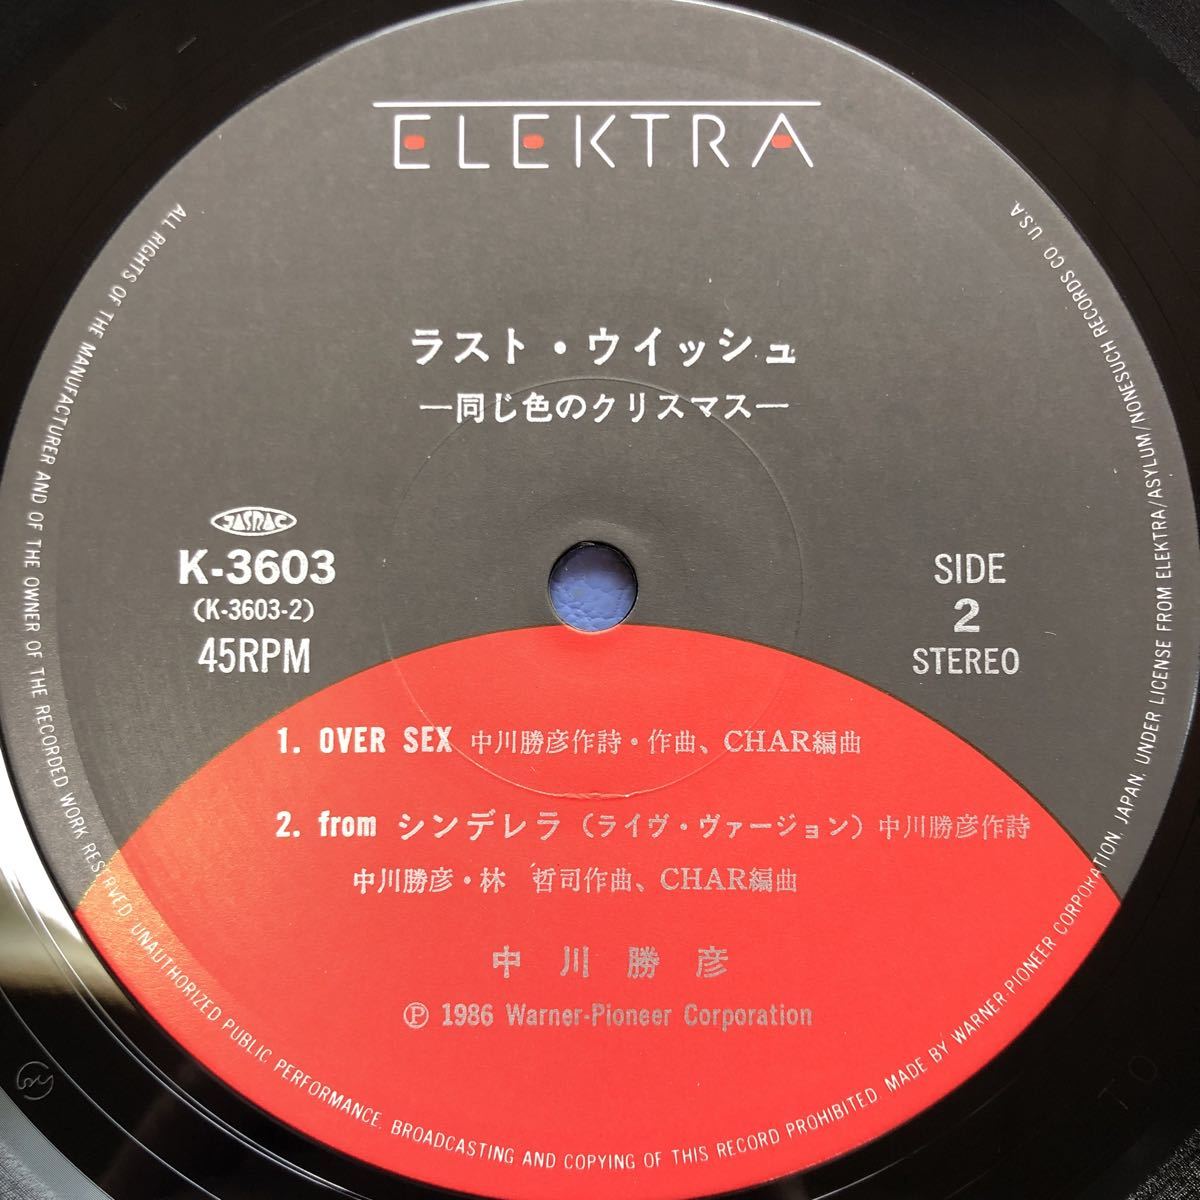 ELEKTRA
ラスト・ウイッシュ
―同じ色のクリスマス―
JASRAC
K-3603
(K-3603-2)
45RPM
SIDE
2
STEREO
1. OVER SEX 中川勝彦作詩・作曲、CHAR編曲
2. from シンデレラ（ライヴ・ヴァージョン）中川勝彦作詩
中川勝彦・林 哲司作曲、CHAR編曲
中川勝彦
℗ 1986 Warner-Pioneer Corporation
ALL RIGHTS OF THE MANUFACTURER AND OF THE OWNER OF THE RECORDED WORK RESERVED. UNAUTHORIZED PUBLIC PERFORMANCE, BROADCASTING AND COPYING OF THIS RECORD PROHIBITED. MADE BY WARNER-PIONEER CORPORATION, JAPAN, UNDER LICENSE FROM ELEKTRA/ASYLUM/NONESUCH RECORDS CO. U.S.A.